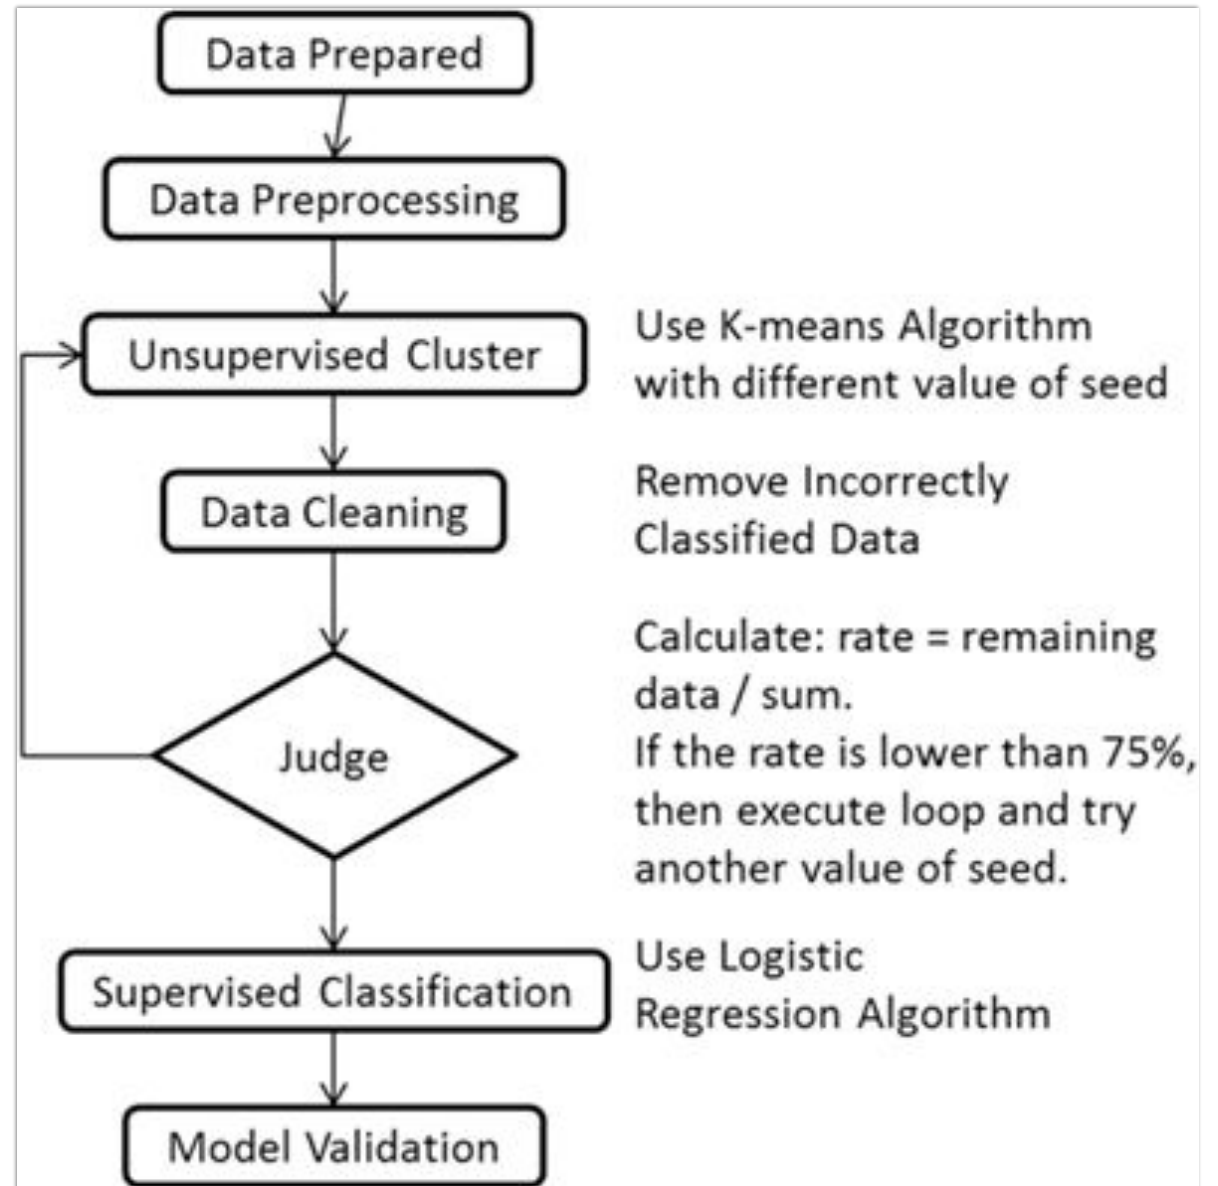 Data Prepared
Data Preprocessing
Unsupervised Cluster
Use K-means Algorithm
with different value of seed
Data Cleaning
Remove Incorrectly
Classified Data
Judge
Calculate: rate = remaining
data / sum.
If the rate is lower than 75%,
then execute loop and try
another value of seed.
Supervised Classification
Use Logistic
Regression Algorithm
Model Validation